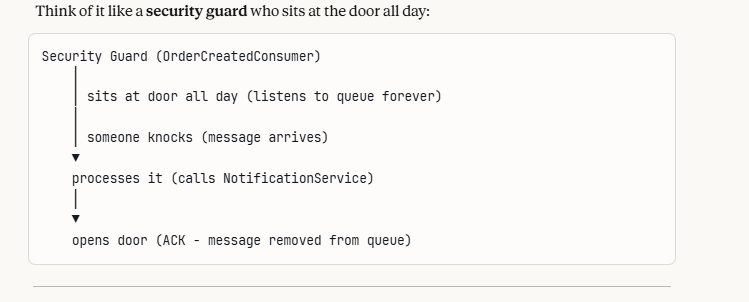 Think of it like a security guard who sits at the door all day:
Security Guard (OrderCreatedConsumer)
sits at door all day (listens to queue forever)
someone knocks (message arrives)
processes it (calls NotificationService)
opens door (ACK - message removed from queue)